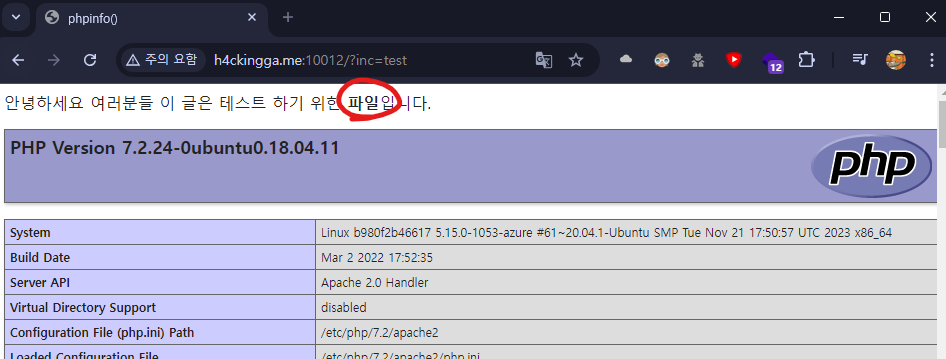 phpinfo()
주의 요함 h4ckingga.me:10012/?inc=test
12
안녕하세요 여러분들 이 글은 테스트 하기 위한 파일입니다.
PHP Version 7.2.24-0ubuntu0.18.04.11
php
System Linux b980f2b46617 5.15.0-1053-azure #61~20.04.1-Ubuntu SMP Tue Nov 21 17:50:57 UTC 2023 x86_64
Build Date Mar 2 2022 17:52:35
Server API Apache 2.0 Handler
Virtual Directory Support disabled
Configuration File (php.ini) Path /etc/php/7.2/apache2
Loaded Configuration File /etc/php/7.2/apache2/php.ini